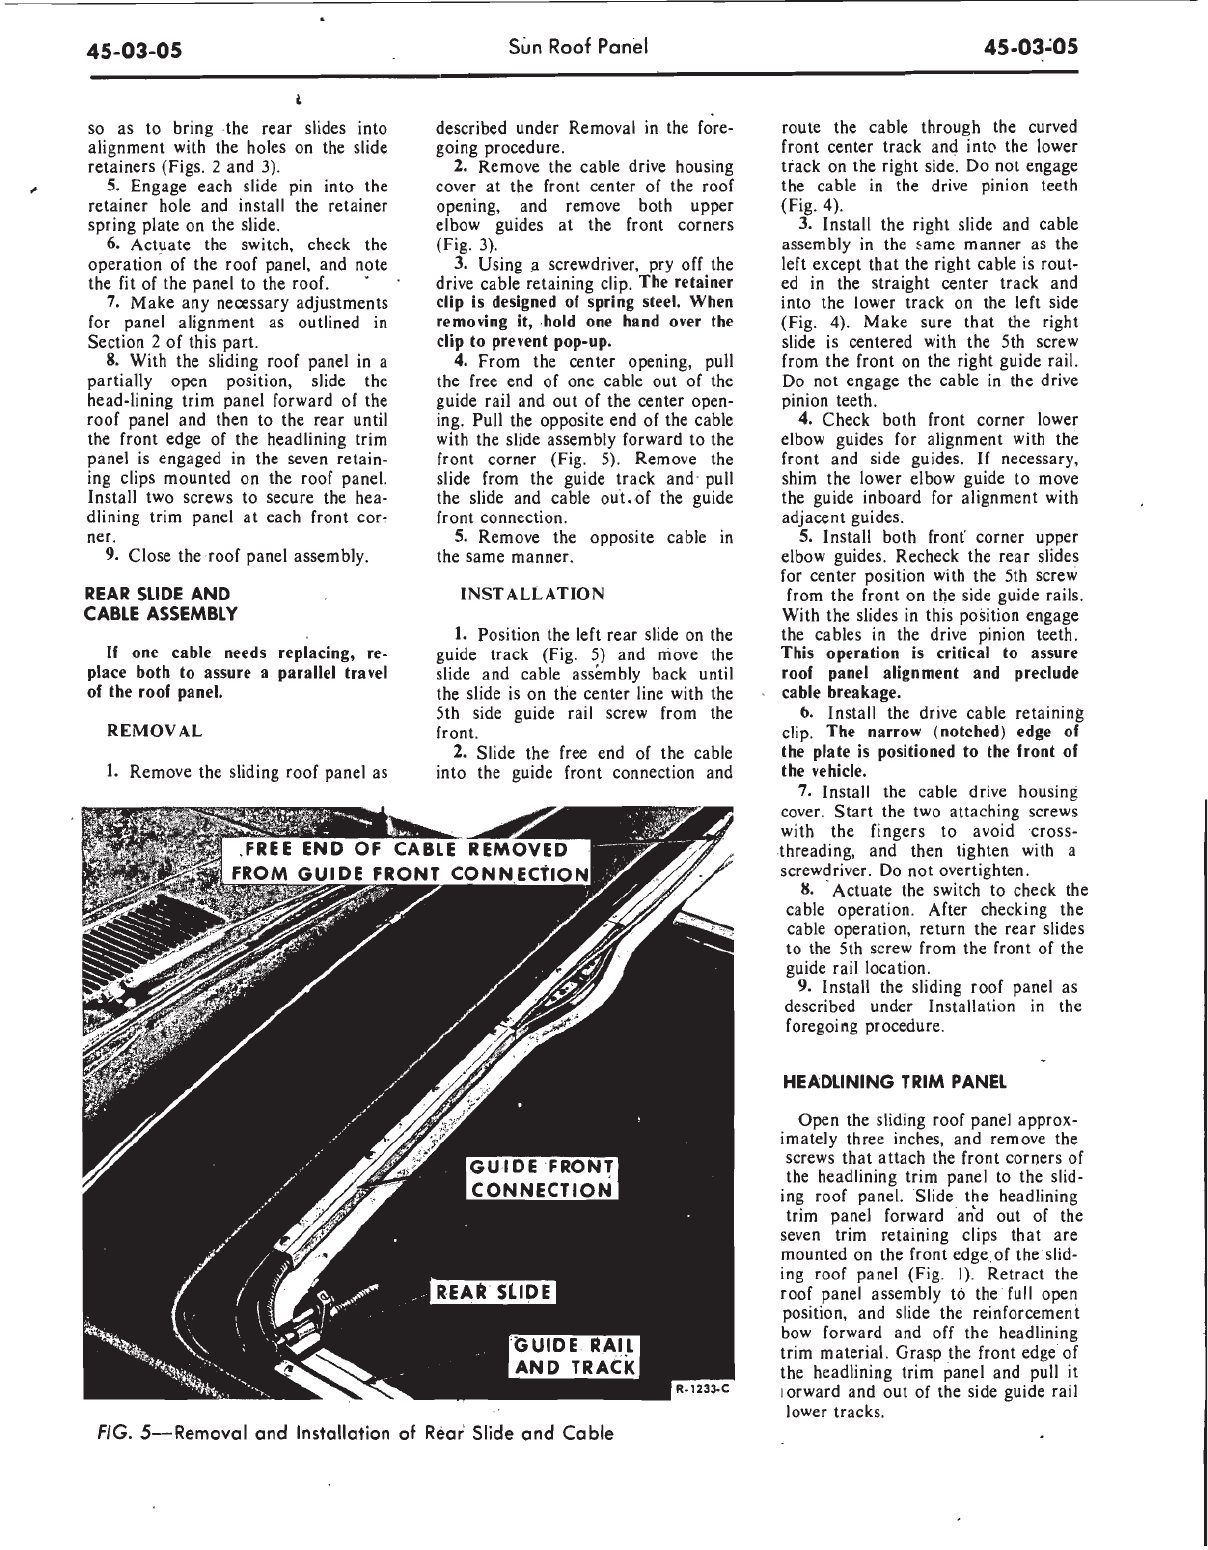 45-03-05
Sun Roof Panel
45-03-05
so as to bring the rear slides into
alignment with the holes on the slide
retainers (Figs. 2 and 3).
5. Engage each slide pin into the
retainer hole and install the retainer
spring plate on the slide.
6. Actuate the switch, check the
operation of the roof panel, and note
the fit of the panel to the roof.
7. Make any necessary adjustments
for panel alignment as outlined in
Section 2 of this part.
8. With the sliding roof panel in a
partially open position, slide the
head-lining trim panel forward of the
roof panel and then to the rear until
the front edge of the headlining trim
panel is engaged in the seven retain-
ing clips mounted on the roof panel.
Install two screws to secure the hea-
dlining trim panel at each front cor-
ner.
9. Close the roof panel assembly.
REAR SLIDE AND
CABLE ASSEMBLY
If one cable needs replacing, re-
place both to assure a parallel travel
of the roof panel.
REMOVAL
1. Remove the sliding roof panel as
described under Removal in the fore-
going procedure.
2. Remove the cable drive housing
cover at the front center of the roof
opening, and remove both upper
elbow guides at the front corners
(Fig. 3).
3. Using a screwdriver, pry off the
drive cable retaining clip. The retainer
clip is designed of spring steel. When
removing it, hold one hand over the
clip to prevent pop-up.
4. From the center opening, pull
the free end of one cable out of the
guide rail and out of the center open-
ing. Pull the opposite end of the cable
with the slide assembly forward to the
front corner (Fig. 5). Remove the
slide from the guide track and pull
the slide and cable out of the guide
front connection.
5. Remove the opposite cable in
the same manner.
INSTALLATION
1. Position the left rear slide on the
guide track (Fig. 5) and move the
slide and cable assembly back until
the slide is on the center line with the
5th side guide rail screw from the
front.
2. Slide the free end of the cable
into the guide front connection and
route the cable through the curved
front center track and into the lower
track on the right side. Do not engage
the cable in the drive pinion teeth
(Fig. 4).
3. Install the right slide and cable
assembly in the same manner as the
left except that the right cable is rout-
ed in the straight center track and
into the lower track on the left side
(Fig. 4). Make sure that the right
slide is centered with the 5th screw
from the front on the right guide rail.
Do not engage the cable in the drive
pinion teeth.
4. Check both front corner lower
elbow guides for alignment with the
front and side guides. If necessary,
shim the lower elbow guide to move
the guide inboard for alignment with
adjacent guides.
5. Install both front corner upper
elbow guides. Recheck the rear slides
for center position with the 5th screw
from the front on the side guide rails.
With the slides in this position engage
the cables in the drive pinion teeth.
This operation is critical to assure
roof panel alignment and preclude
cable breakage.
6. Install the drive cable retaining
clip. The narrow (notched) edge of
the plate is positioned to the front of
the vehicle.
7. Install the cable drive housing
cover. Start the two attaching screws
with the fingers to avoid cross-
threading, and then tighten with a
screwdriver. Do not overtighten.
8. Actuate the switch to check the
cable operation. After checking the
cable operation, return the rear slides
to the 5th screw from the front of the
guide rail location.
9. Install the sliding roof panel as
described under Installation in the
foregoing procedure.
HEADLINING TRIM PANEL
Open the sliding roof panel approx-
imately three inches, and remove the
screws that attach the front corners of
the headlining trim panel to the slid-
ing roof panel. Slide the headlining
trim panel forward and out of the
seven trim retaining clips that are
mounted on the front edge of the slid-
ing roof panel (Fig. 1). Retract the
roof panel assembly to the full open
position, and slide the reinforcement
bow forward and off the headlining
trim material. Grasp the front edge of
the headlining trim panel and pull it
forward and out of the side guide rail
lower tracks.
FREE END OF CABLE REMOVED
FROM GUIDE FRONT CONNECTION
GUIDE FRONT
CONNECTION
REAR SLIDE
GUIDE RAIL
AND TRACK
R-1233-C
FIG. 5—Removal and Installation of Rear Slide and Cable